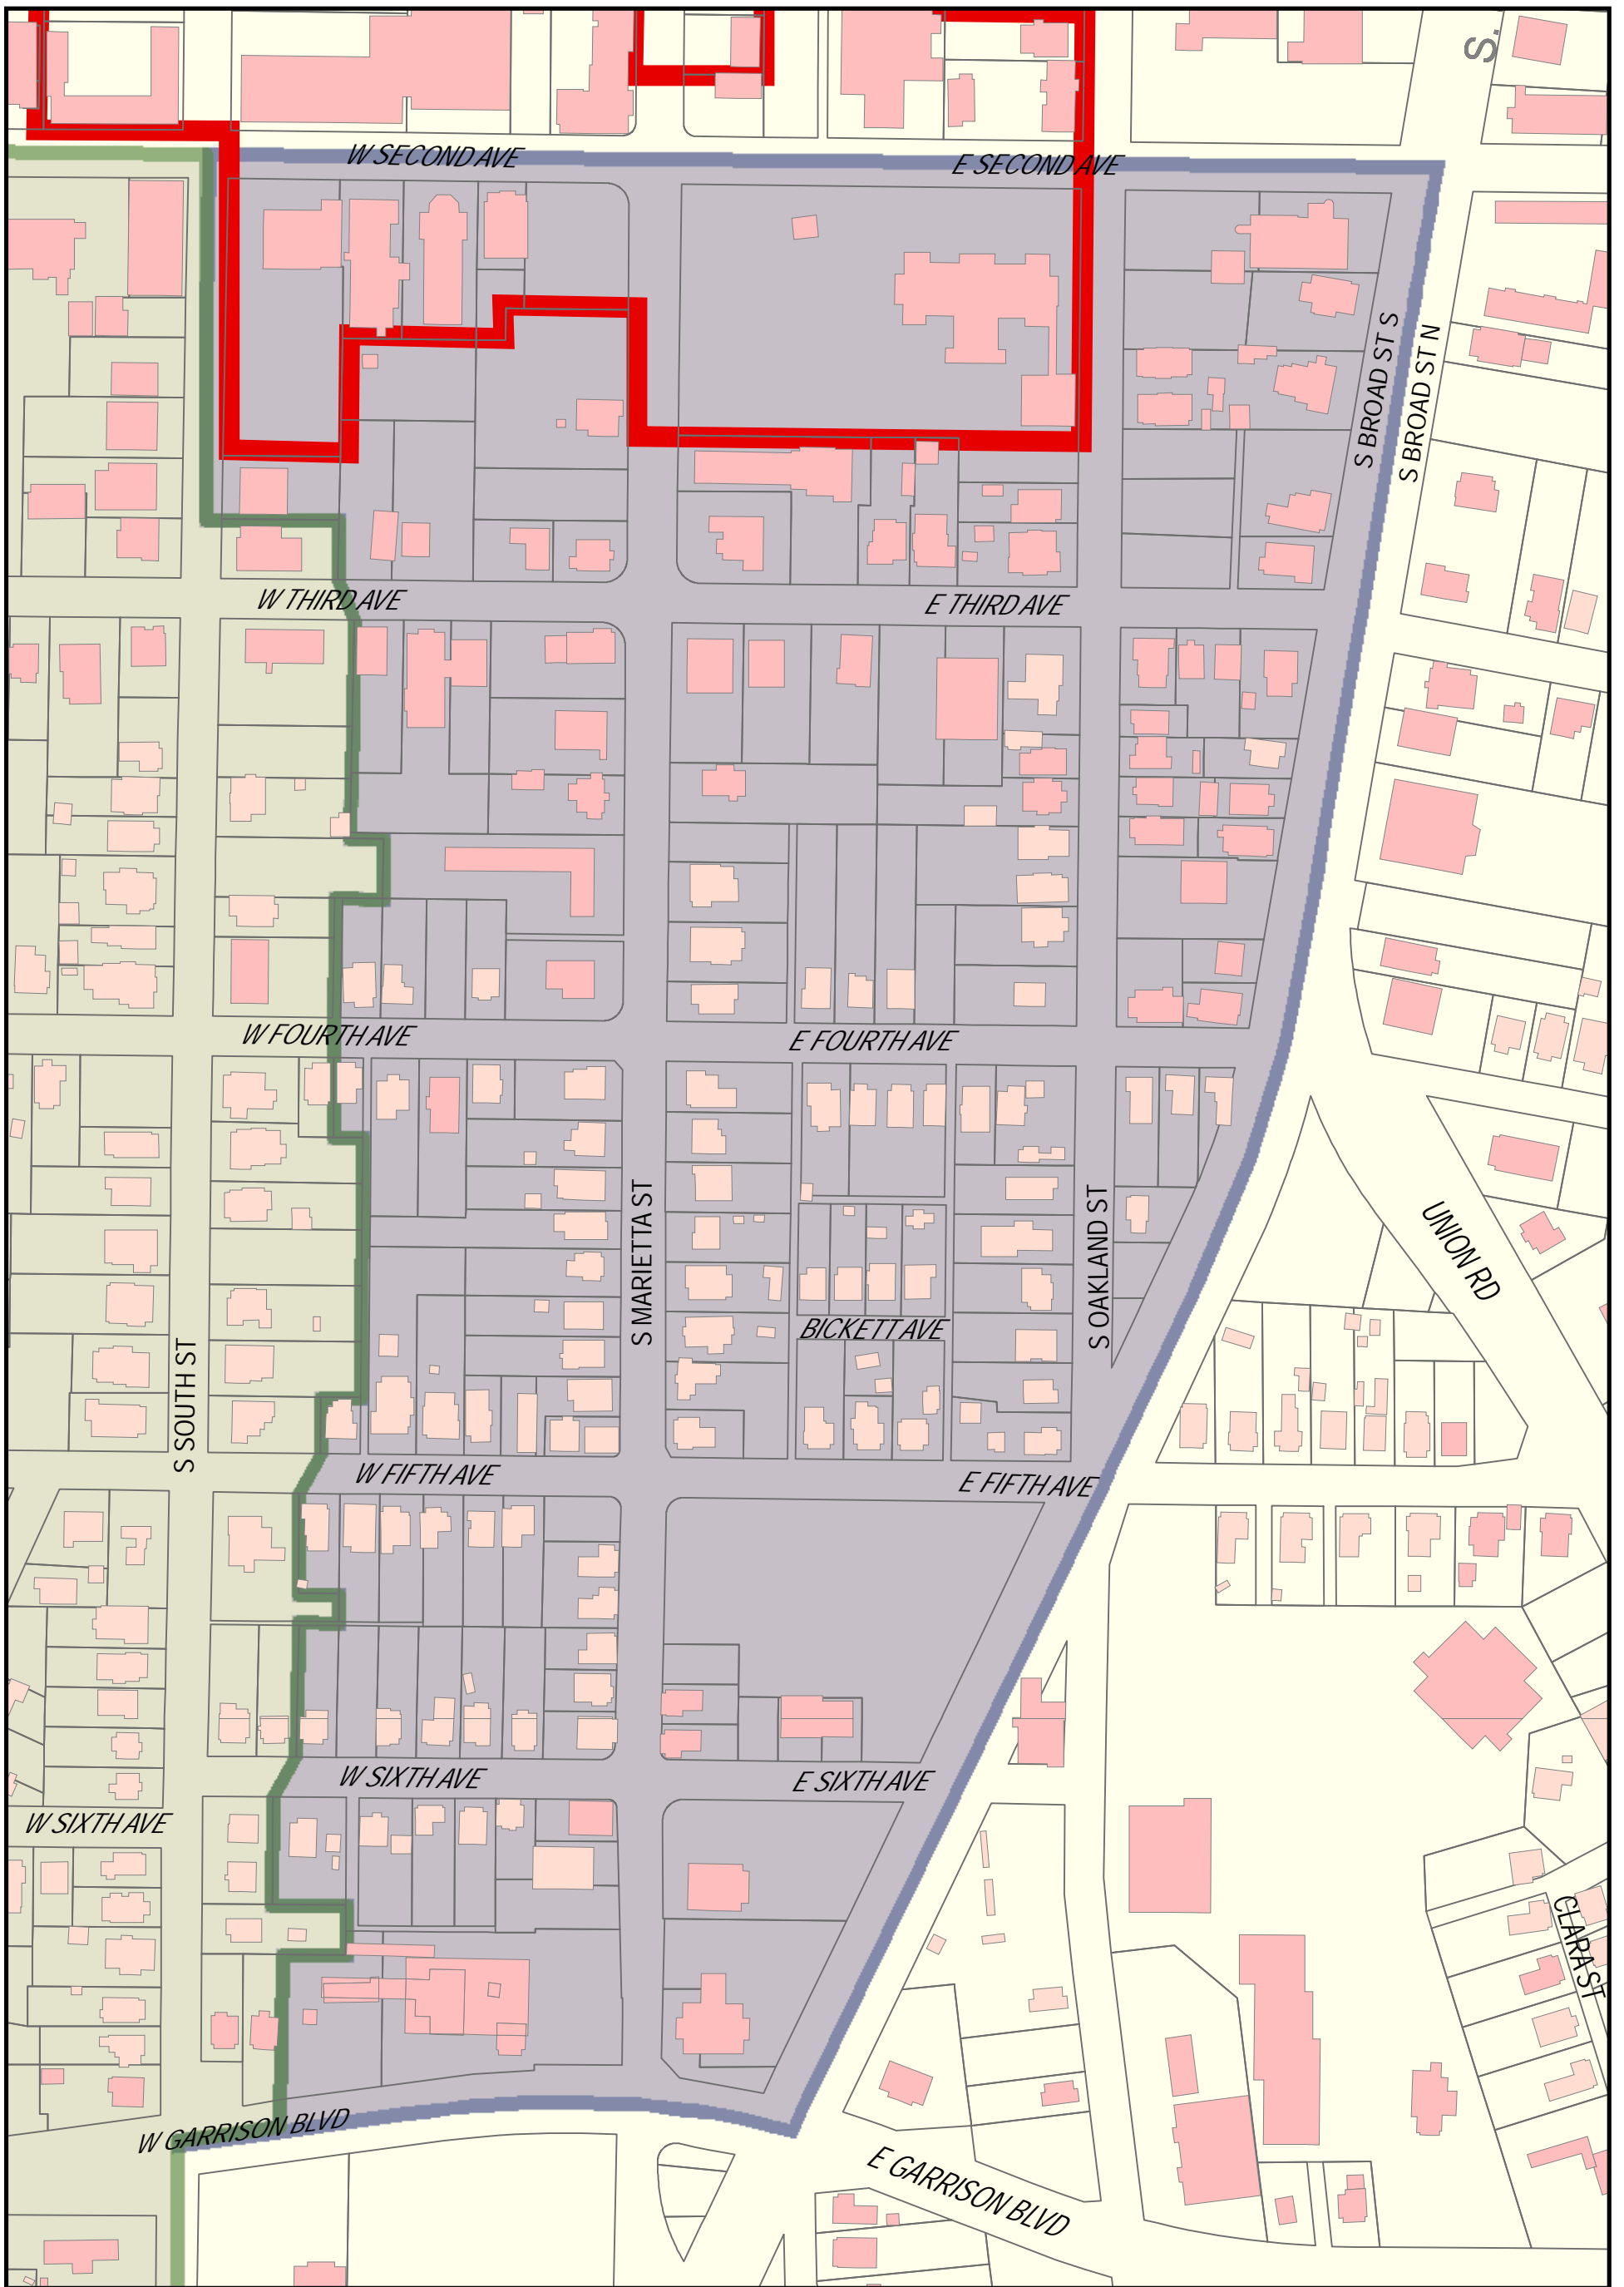 S.
W SECOND AVE
E SECOND AVE
S BROAD ST S
S BROAD ST N
W THIRD AVE
E THIRD AVE
W FOURTH AVE
E FOURTH AVE
S MARIETTA ST
S OAKLAND ST
UNION RD
BICKETT AVE
S SOUTH ST
W FIFTH AVE
E FIFTH AVE
W SIXTH AVE
E SIXTH AVE
W SIXTH AVE
CLARA ST
W GARRISON BLVD
E GARRISON BLVD